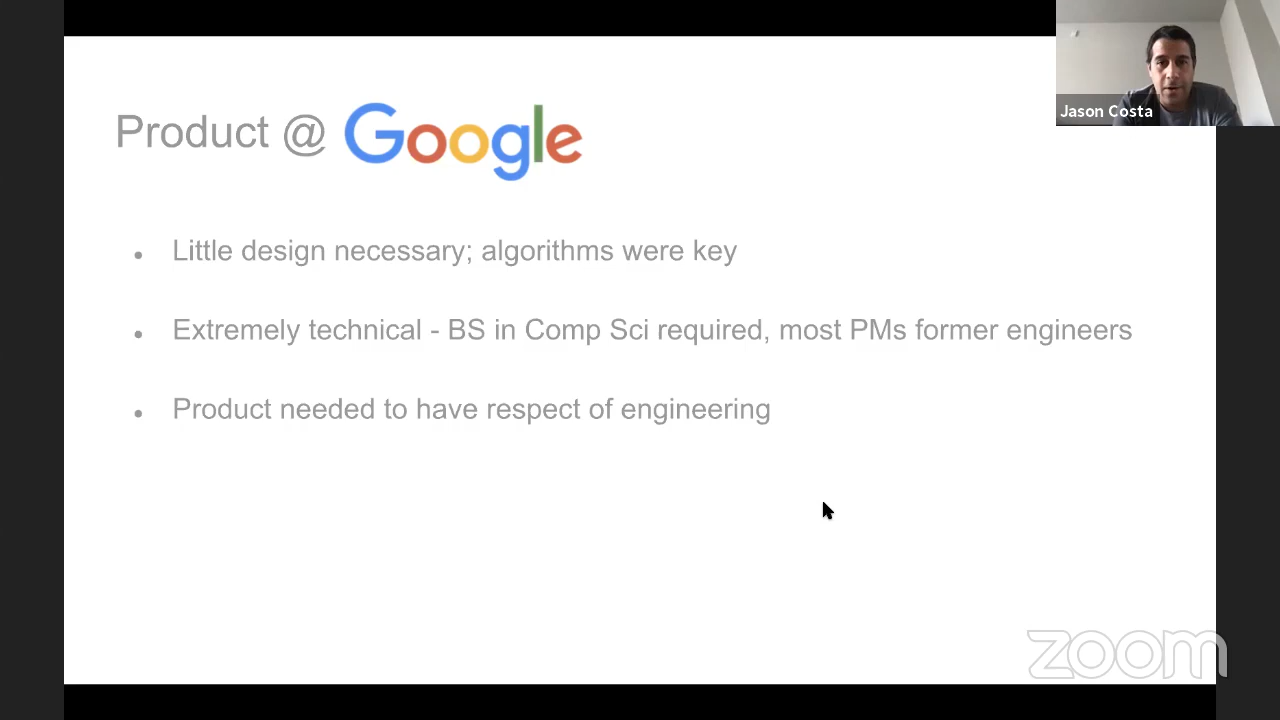 Jason Costa
Product @ Google
• Little design necessary; algorithms were key
• Extremely technical - BS in Comp Sci required, most PMs former engineers
• Product needed to have respect of engineering
zoom